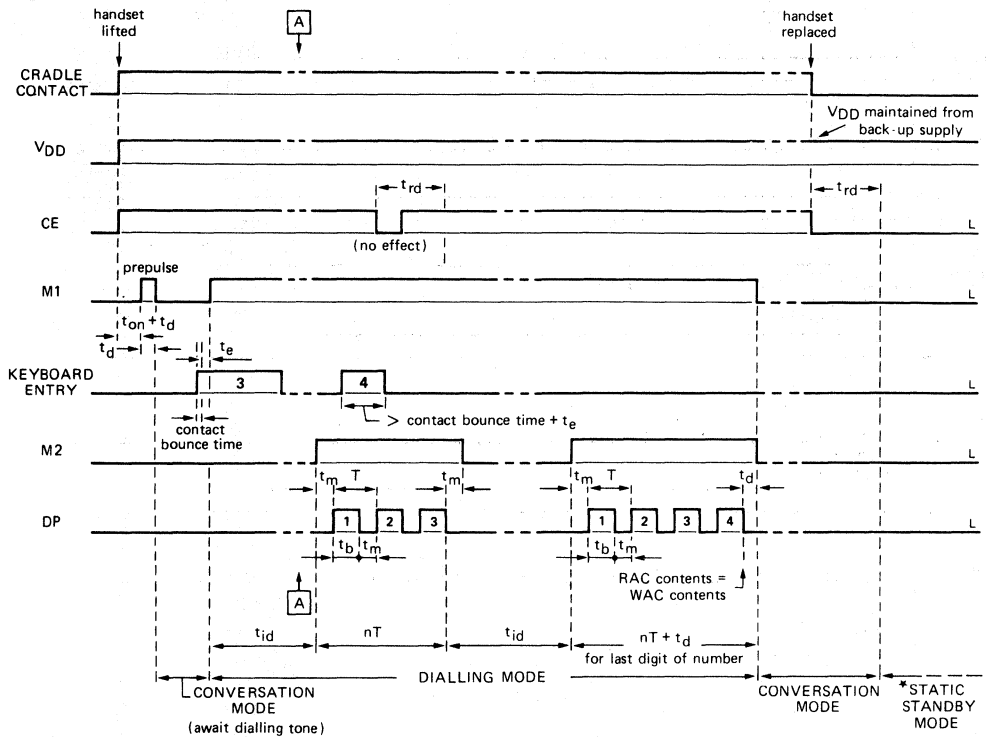 handset
lifted
A
handset
replaced
CRADLE
CONTACT
VDD maintained from
back-up supply
VDD
trd
trd
CE
(no effect)
L
prepulse
M1
L
ton + td
td
te
KEYBOARD
ENTRY
3
4
L
contact
bounce time
> contact bounce time + te
M2
L
tm
T
tm
tm
T
td
DP
1
2
3
1
2
3
4
L
tb
tm
tb
tm
RAC contents =
WAC contents
A
tid
nT
tid
nT + td
for last digit of number
CONVERSATION
MODE
(await dialling tone)
DIALLING MODE
CONVERSATION
MODE
*STATIC
STANDBY
MODE